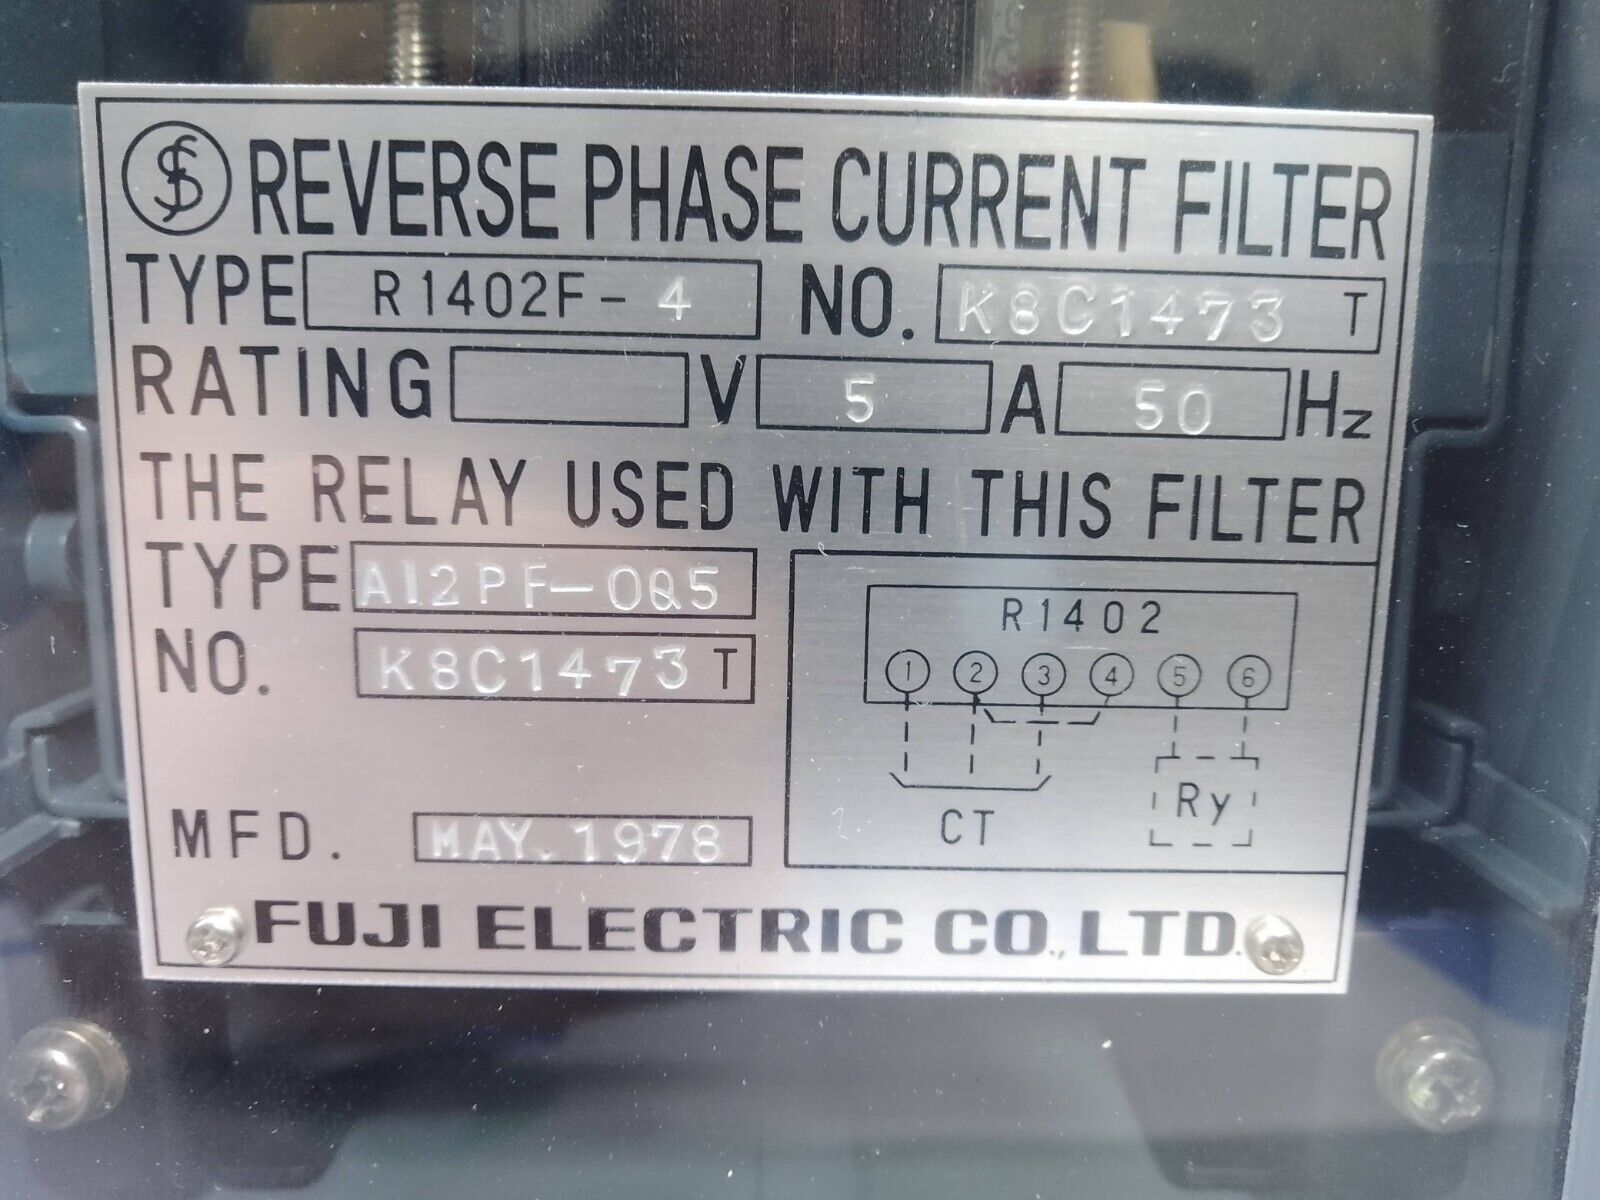 REVERSE PHASE CURRENT FILTER
TYPE R1402F-4 NO. K8C1473 T
RATING V 5 A 50 Hz
THE RELAY USED WITH THIS FILTER
TYPE A12PF-0Q5
NO. K8C1473 T
MFD. MAY. 1978
R1402
1 2 3 4 5 6
CT
Ry
FUJI ELECTRIC CO., LTD.